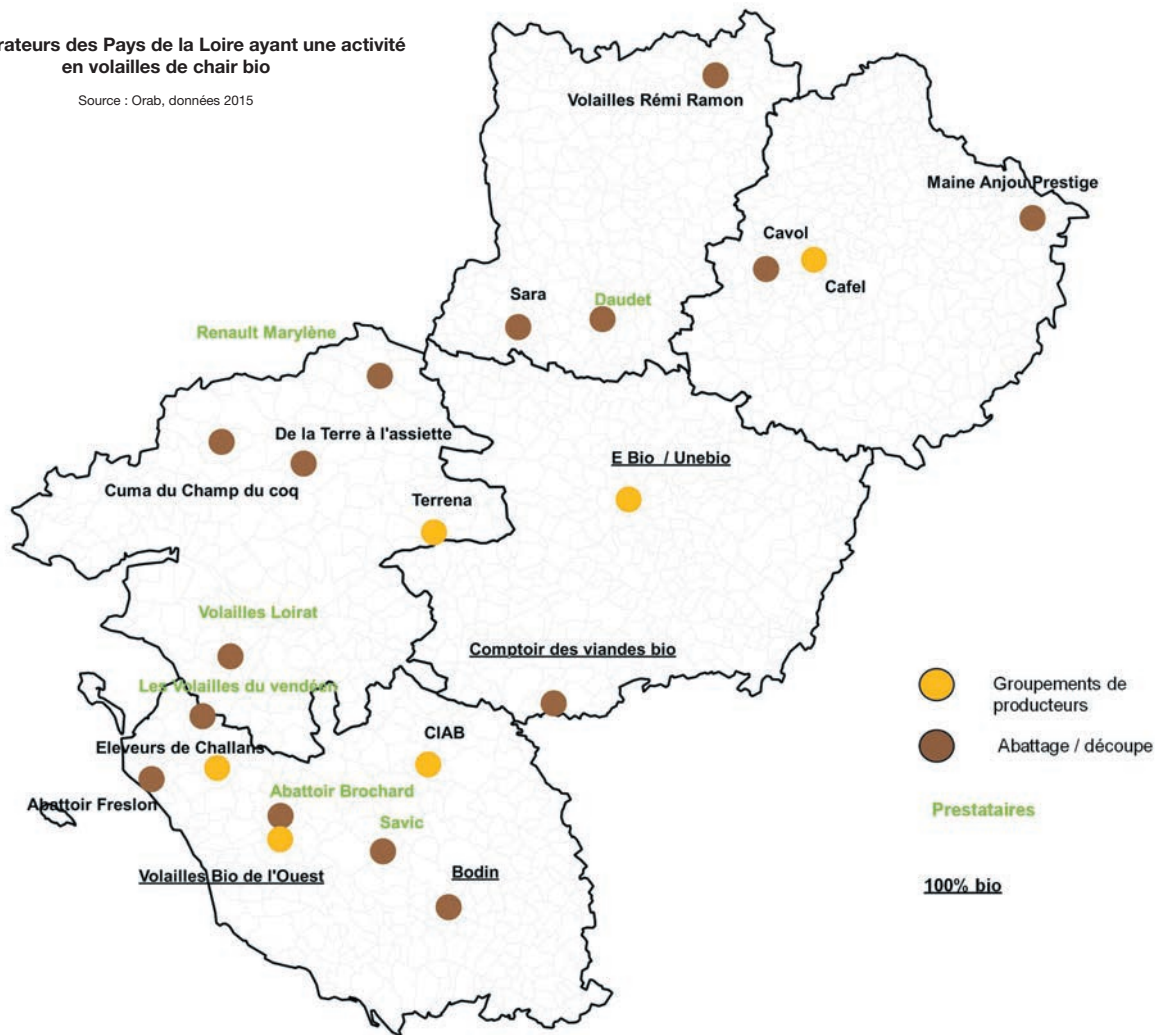 rateurs des Pays de la Loire ayant une activité
en volailles de chair bio
Source : Orab, données 2015
Volailles Rémi Ramon
Maine Anjou Prestige
Cavol
Cafel
Sara
Daudet
Renault Marylène
De la Terre à l'assiette
Cuma du Champ du coq
Terrena
E Bio / Unebio
Volailles Loirat
Comptoir des viandes bio
Les Volailles du vendéen
Eleveurs de Challans
CIAB
Abattoir Freslon
Abattoir Brochard
Savic
Volailles Bio de l'Ouest
Bodin
Groupements de
producteurs
Abattage / découpe
Prestataires
100% bio